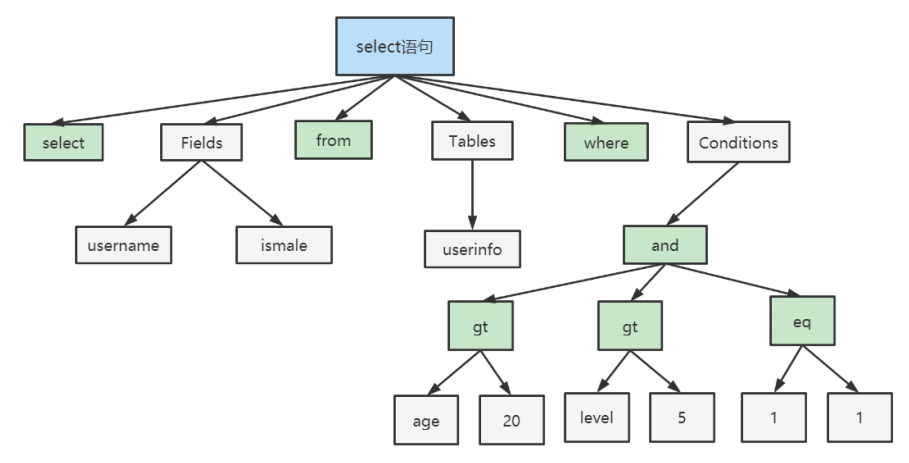 select语句
select
Fields
from
Tables
where
Conditions
username
ismale
userinfo
and
gt
gt
eq
age
20
level
5
1
1